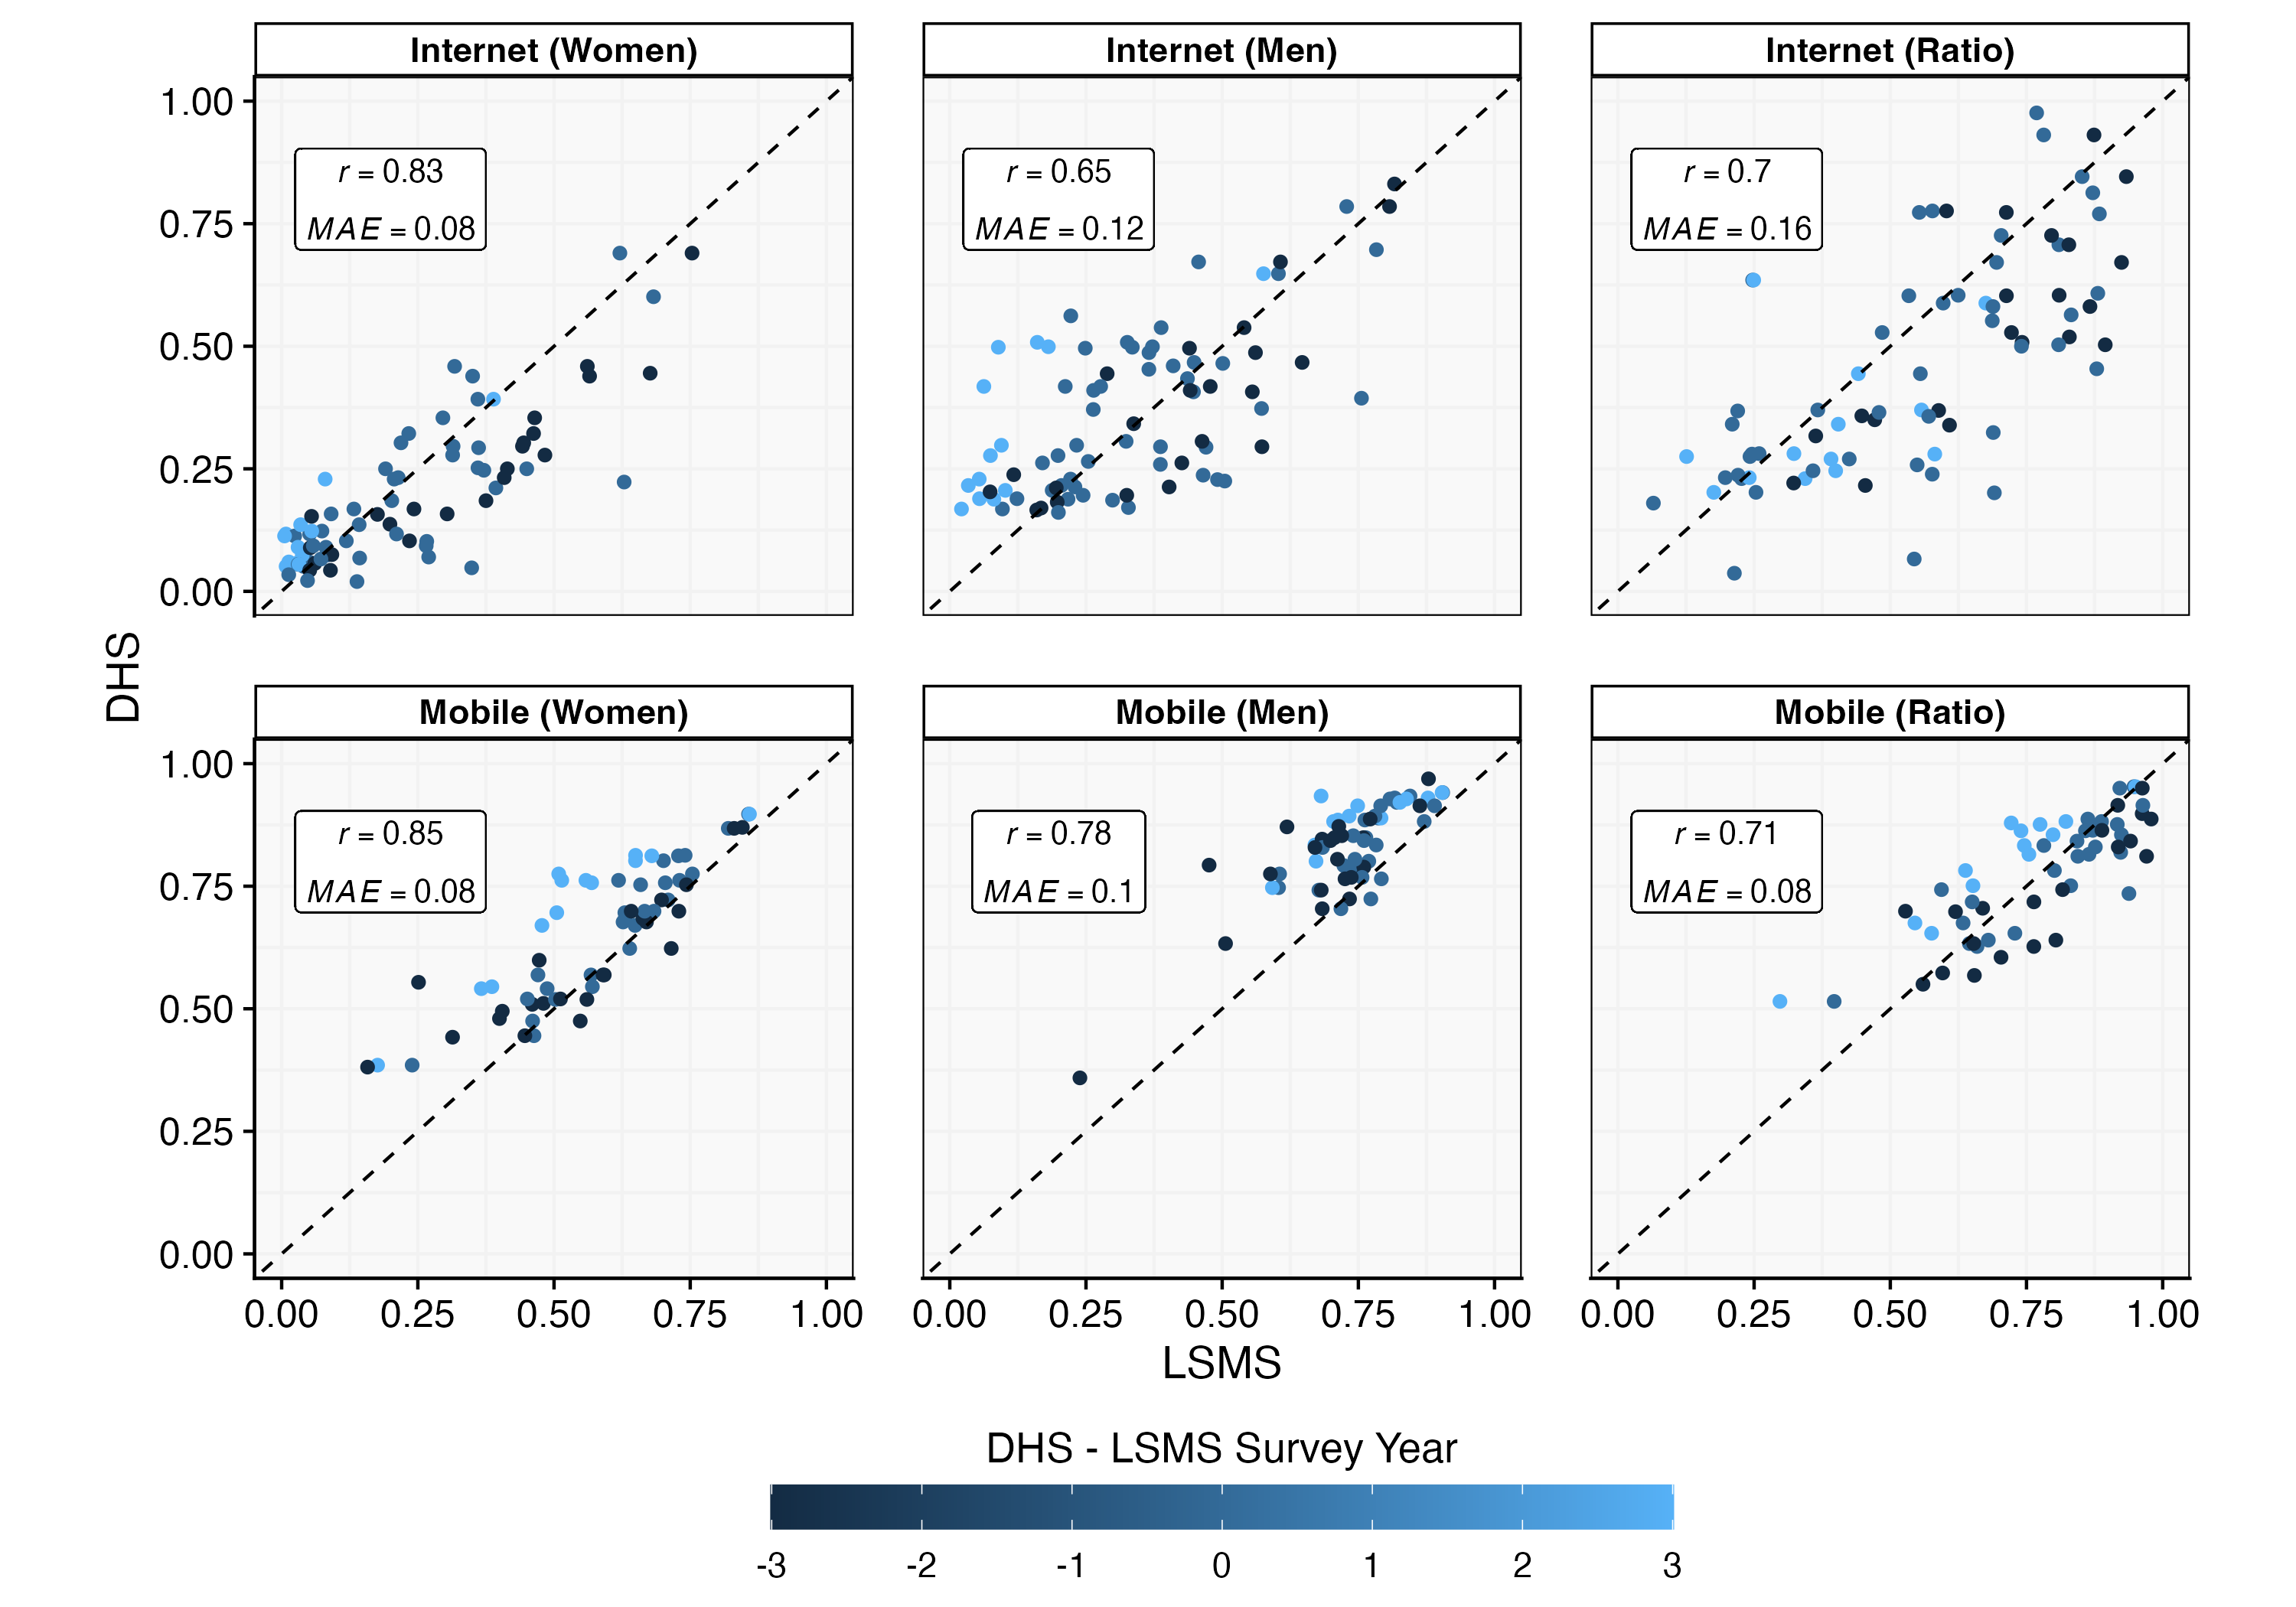 Internet (Women)
Internet (Men)
Internet (Ratio)
1.00
0.75
0.50
0.25
0.00
r = 0.83
MAE = 0.08
r = 0.65
MAE = 0.12
r = 0.7
MAE = 0.16
DHS
Mobile (Women)
Mobile (Men)
Mobile (Ratio)
1.00
0.75
0.50
0.25
0.00
r = 0.85
MAE = 0.08
r = 0.78
MAE = 0.1
r = 0.71
MAE = 0.08
0.00 0.25 0.50 0.75 1.00
0.00 0.25 0.50 0.75 1.00
0.00 0.25 0.50 0.75 1.00
LSMS
DHS - LSMS Survey Year
-3 -2 -1 0 1 2 3